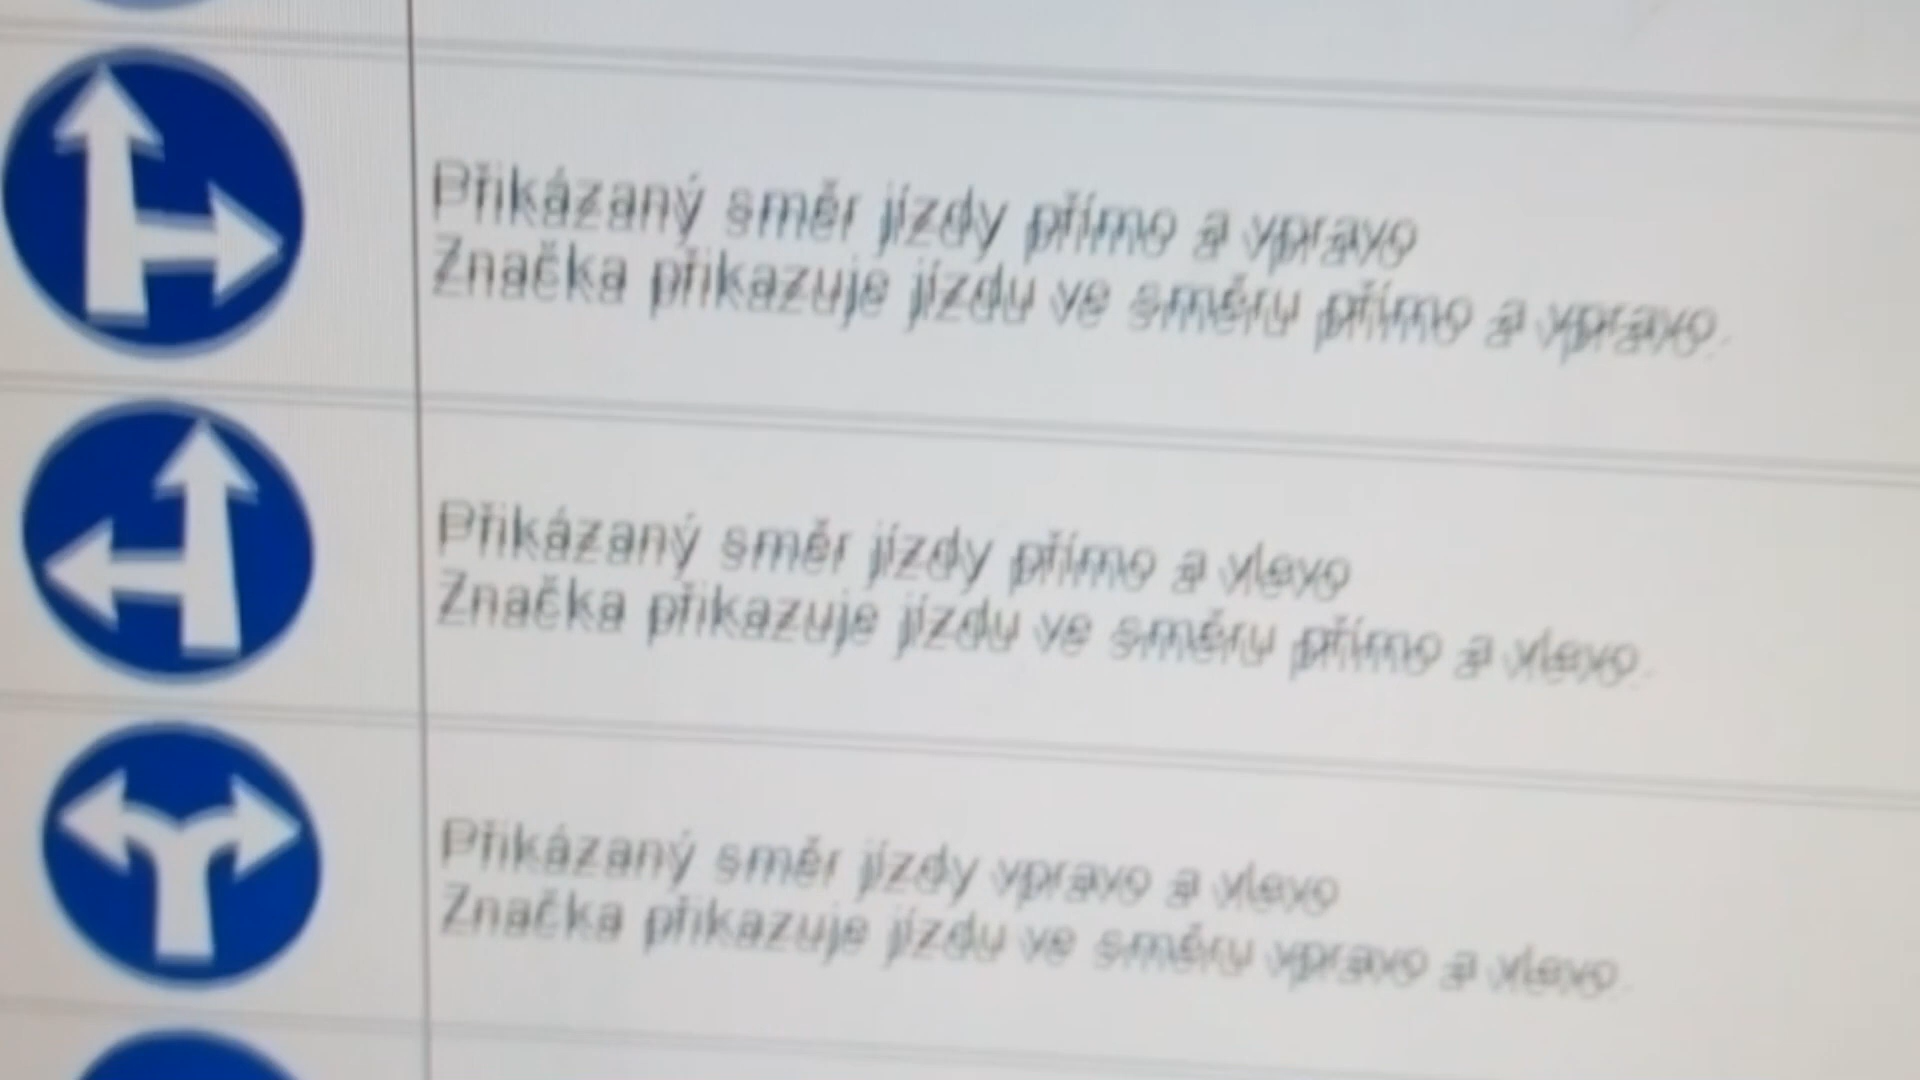 Přikázaný směr jízdy přímo a vpravo
Značka přikazuje jízdu ve směru přímo a vpravo.
Přikázaný směr jízdy přímo a vlevo
Značka přikazuje jízdu ve směru přímo a vlevo.
Přikázaný směr jízdy vpravo a vlevo
Značka přikazuje jízdu ve směru vpravo a vlevo.